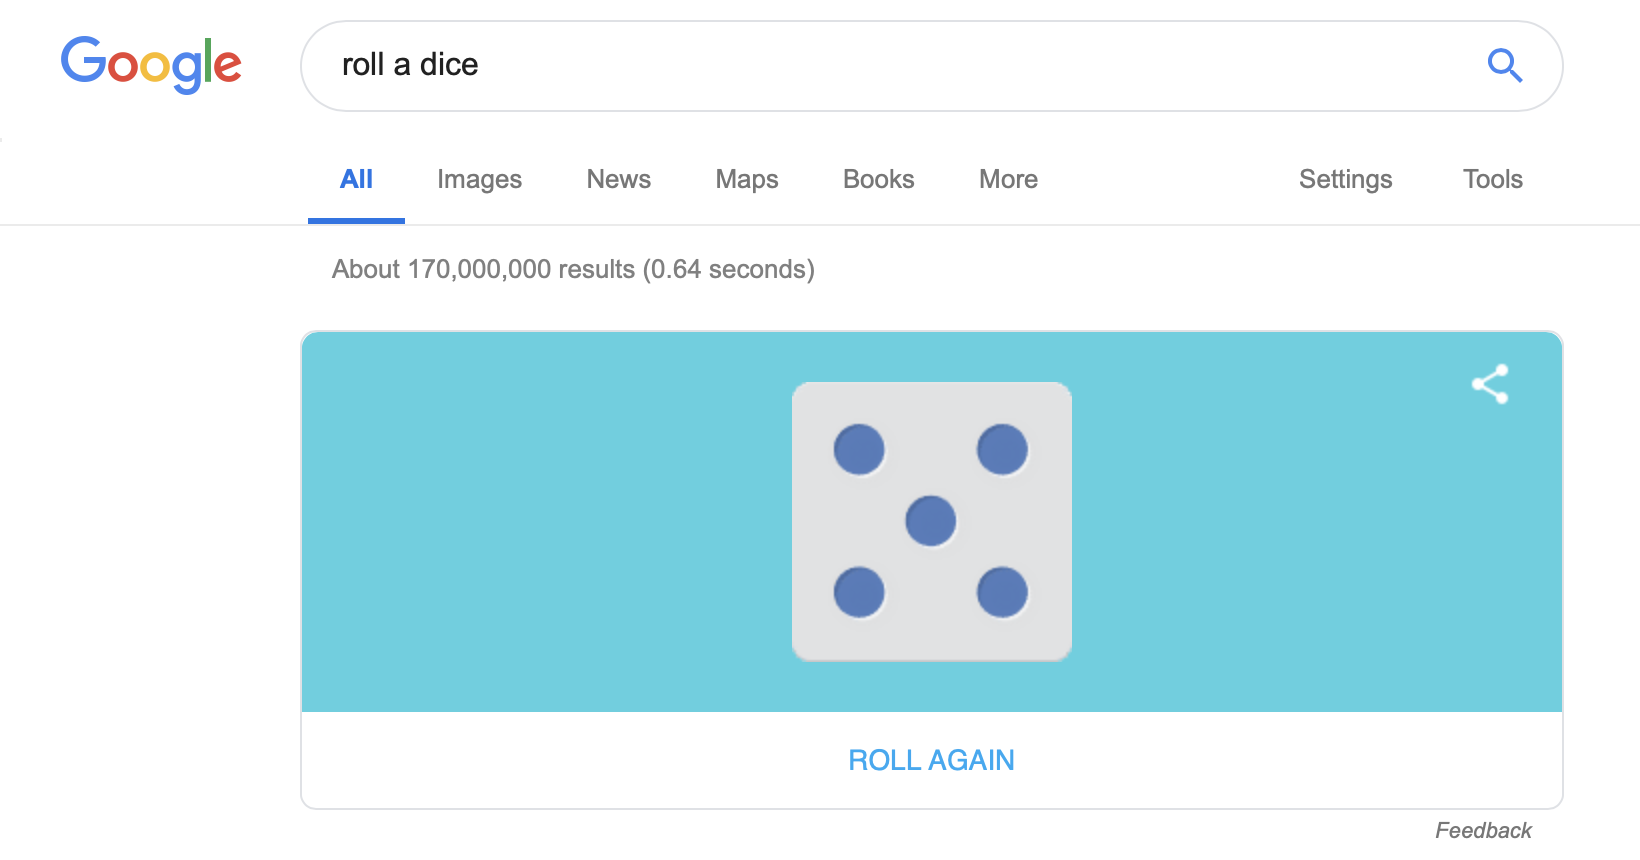 Google
roll a dice
All Images News Maps Books More Settings Tools
About 170,000,000 results (0.64 seconds)
ROLL AGAIN
Feedback